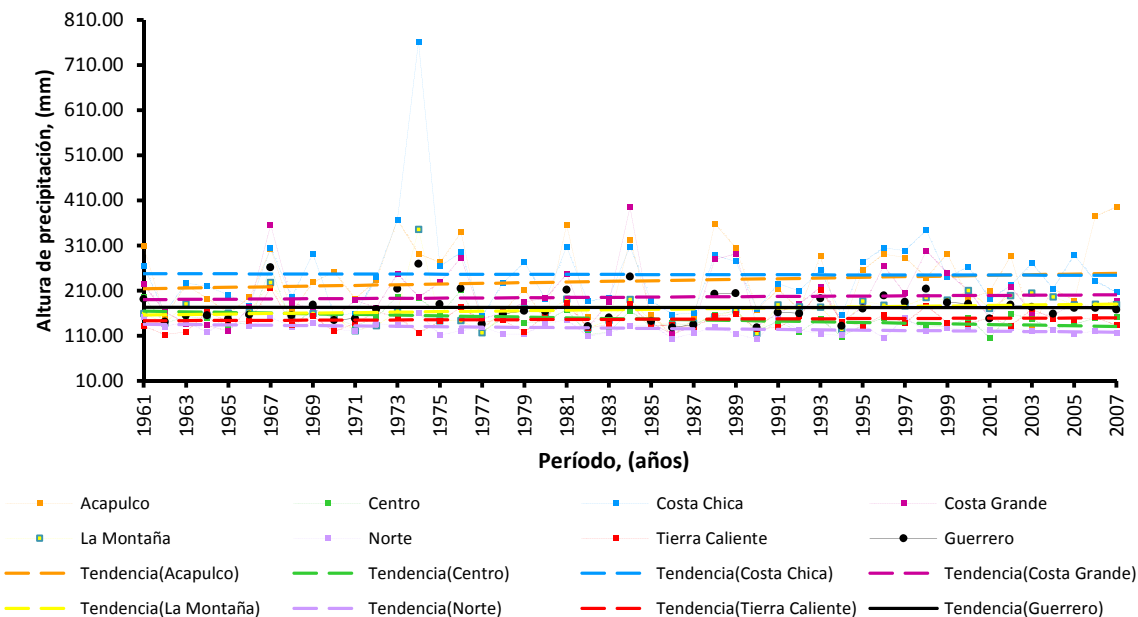 Altura de precipitación, (mm)
810.00
710.00
610.00
510.00
410.00
310.00
210.00
110.00
10.00
1961
1963
1965
1967
1969
1971
1973
1975
1977
1979
1981
1983
1985
1987
1989
1991
1993
1995
1997
1999
2001
2003
2005
2007
Período, (años)
Acapulco
Centro
Costa Chica
Costa Grande
La Montaña
Norte
Tierra Caliente
Guerrero
Tendencia(Acapulco)
Tendencia(Centro)
Tendencia(Costa Chica)
Tendencia(Costa Grande)
Tendencia(La Montaña)
Tendencia(Norte)
Tendencia(Tierra Caliente)
Tendencia(Guerrero)